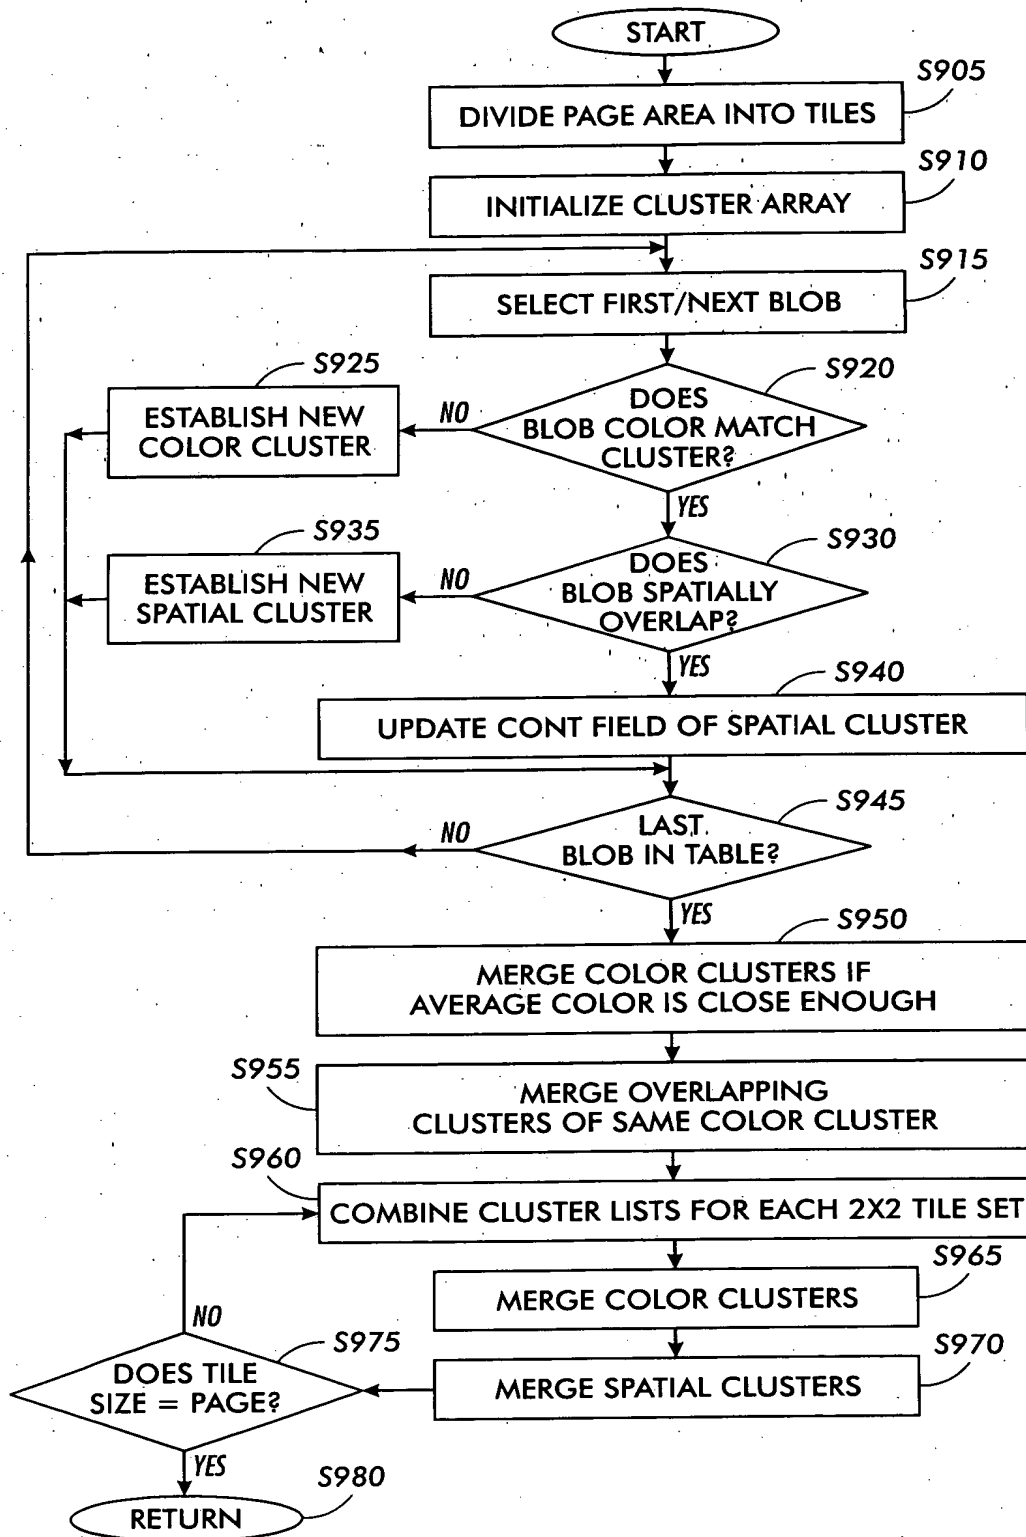 START
S905
DIVIDE PAGE AREA INTO TILES
S910
INITIALIZE CLUSTER ARRAY
S915
SELECT FIRST/NEXT BLOB
S920
DOES
BLOB COLOR MATCH
CLUSTER?
NO
S925
ESTABLISH NEW
COLOR CLUSTER
YES
S930
DOES
BLOB SPATIALLY
OVERLAP?
NO
S935
ESTABLISH NEW
SPATIAL CLUSTER
YES
S940
UPDATE CONT FIELD OF SPATIAL CLUSTER
S945
LAST
BLOB IN TABLE?
NO
YES
S950
MERGE COLOR CLUSTERS IF
AVERAGE COLOR IS CLOSE ENOUGH
S955
MERGE OVERLAPPING
CLUSTERS OF SAME COLOR CLUSTER
S960
COMBINE CLUSTER LISTS FOR EACH 2X2 TILE SET
S965
MERGE COLOR CLUSTERS
S970
MERGE SPATIAL CLUSTERS
S975
DOES TILE
SIZE = PAGE?
NO
YES
S980
RETURN